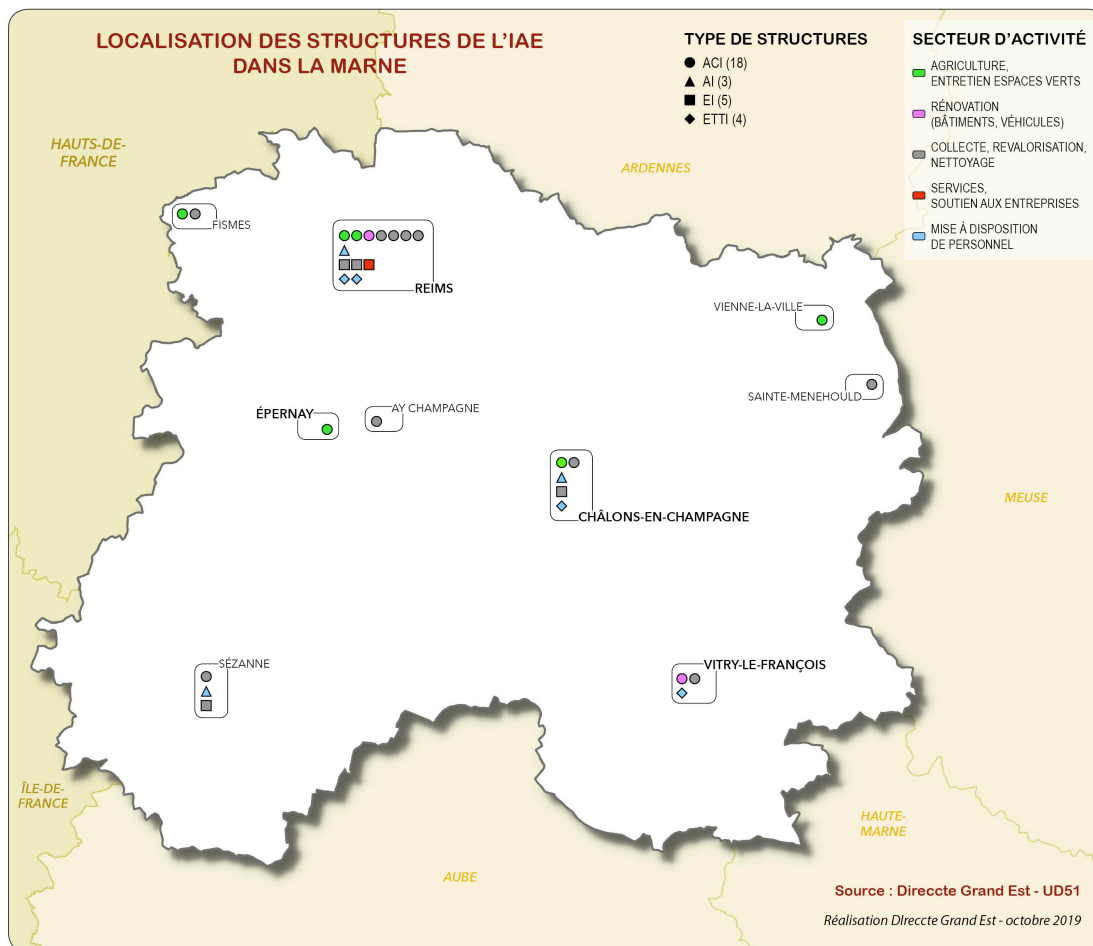 LOCALISATION DES STRUCTURES DE L'IAE
DANS LA MARNE
TYPE DE STRUCTURES
ACI (18)
AI (3)
EI (5)
ETTI (4)
SECTEUR D'ACTIVITÉ
AGRICULTURE,
ENTRETIEN ESPACES VERTS
RÉNOVATION
(BÂTIMENTS, VÉHICULES)
COLLECTE, REVALORISATION,
NETTOYAGE
SERVICES,
SOUTIEN AUX ENTREPRISES
MISE À DISPOSITION
DE PERSONNEL
HAUTS-DE-
FRANCE
ARDENNES
FISMES
REIMS
VIENNE-LA-VILLE
SAINTE-MENEHOULD
ÉPERNAY
AY CHAMPAGNE
CHÂLONS-EN-CHAMPAGNE
MEUSE
SÉZANNE
VITRY-LE-FRANÇOIS
ÎLE-DE-
FRANCE
HAUTE-
MARNE
AUBE
Source : Direccte Grand Est - UD51
Réalisation DIreccte Grand Est - octobre 2019